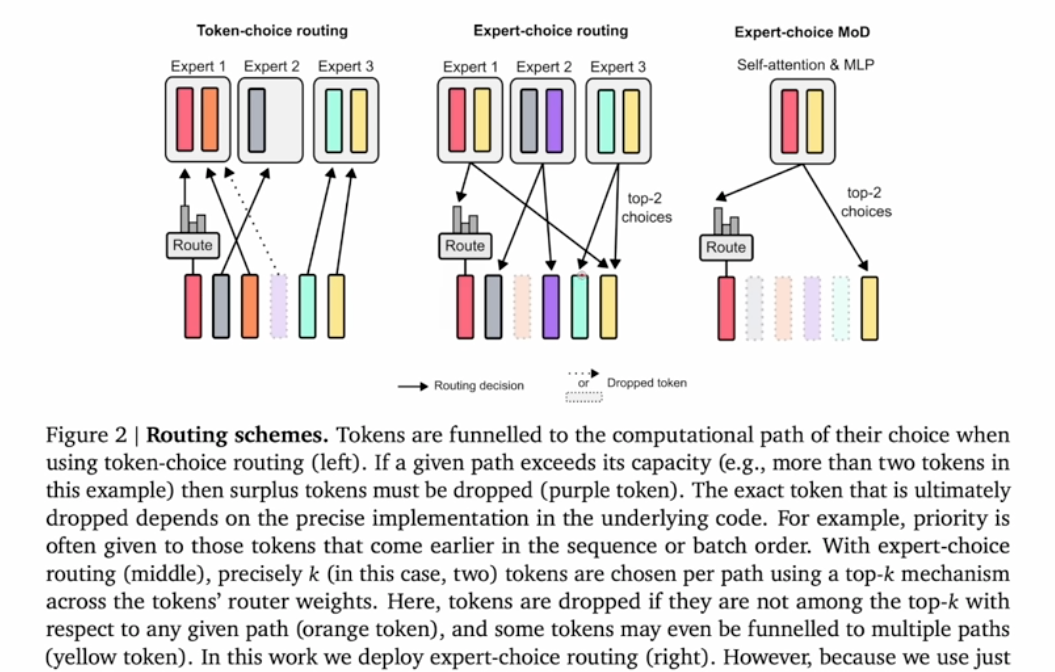 Token-choice routing
Expert-choice routing
Expert-choice MoD
Expert 1 Expert 2 Expert 3
Expert 1 Expert 2 Expert 3
Self-attention & MLP
Route
Route
top-2
choices
Route
top-2
choices
Routing decision
or
Dropped token
Figure 2 | Routing schemes. Tokens are funnelled to the computational path of their choice when
using token-choice routing (left). If a given path exceeds its capacity (e.g., more than two tokens in
this example) then surplus tokens must be dropped (purple token). The exact token that is ultimately
dropped depends on the precise implementation in the underlying code. For example, priority is
often given to those tokens that come earlier in the sequence or batch order. With expert-choice
routing (middle), precisely k (in this case, two) tokens are chosen per path using a top-k mechanism
across the tokens' router weights. Here, tokens are dropped if they are not among the top-k with
respect to any given path (orange token), and some tokens may even be funnelled to multiple paths
(yellow token). In this work we deploy expert-choice routing (right). However, because we use just